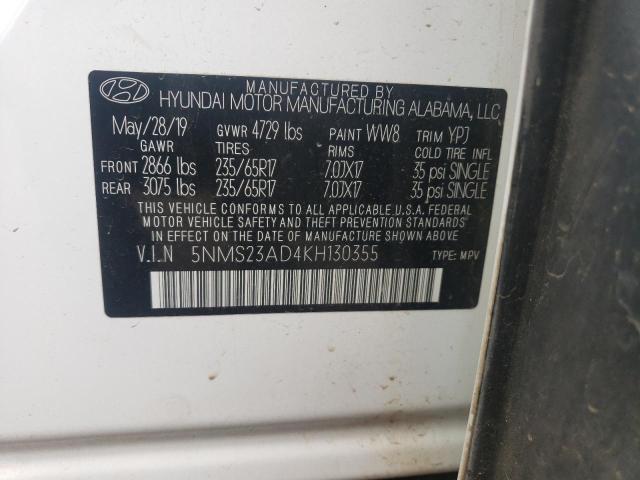 MANUFACTURED BY
HYUNDAI MOTOR MANUFACTURING ALABAMA, LLC
May/28/19 GVWR 4729 lbs PAINT WW8 TRIM YPJ
GAWR TIRES RIMS COLD TIRE INFL
FRONT 2866 lbs 235/65R17 7.0JX17 35 psi SINGLE
REAR 3075 lbs 235/65R17 7.0JX17 35 psi SINGLE
THIS VEHICLE CONFORMS TO ALL APPLICABLE U.S.A. FEDERAL
MOTOR VEHICLE SAFETY AND THEFT PREVENTION STANDARDS
IN EFFECT ON THE DATE OF MANUFACTURE SHOWN ABOVE.
V.I.N 5NMS23AD4KH130355 TYPE: MPV